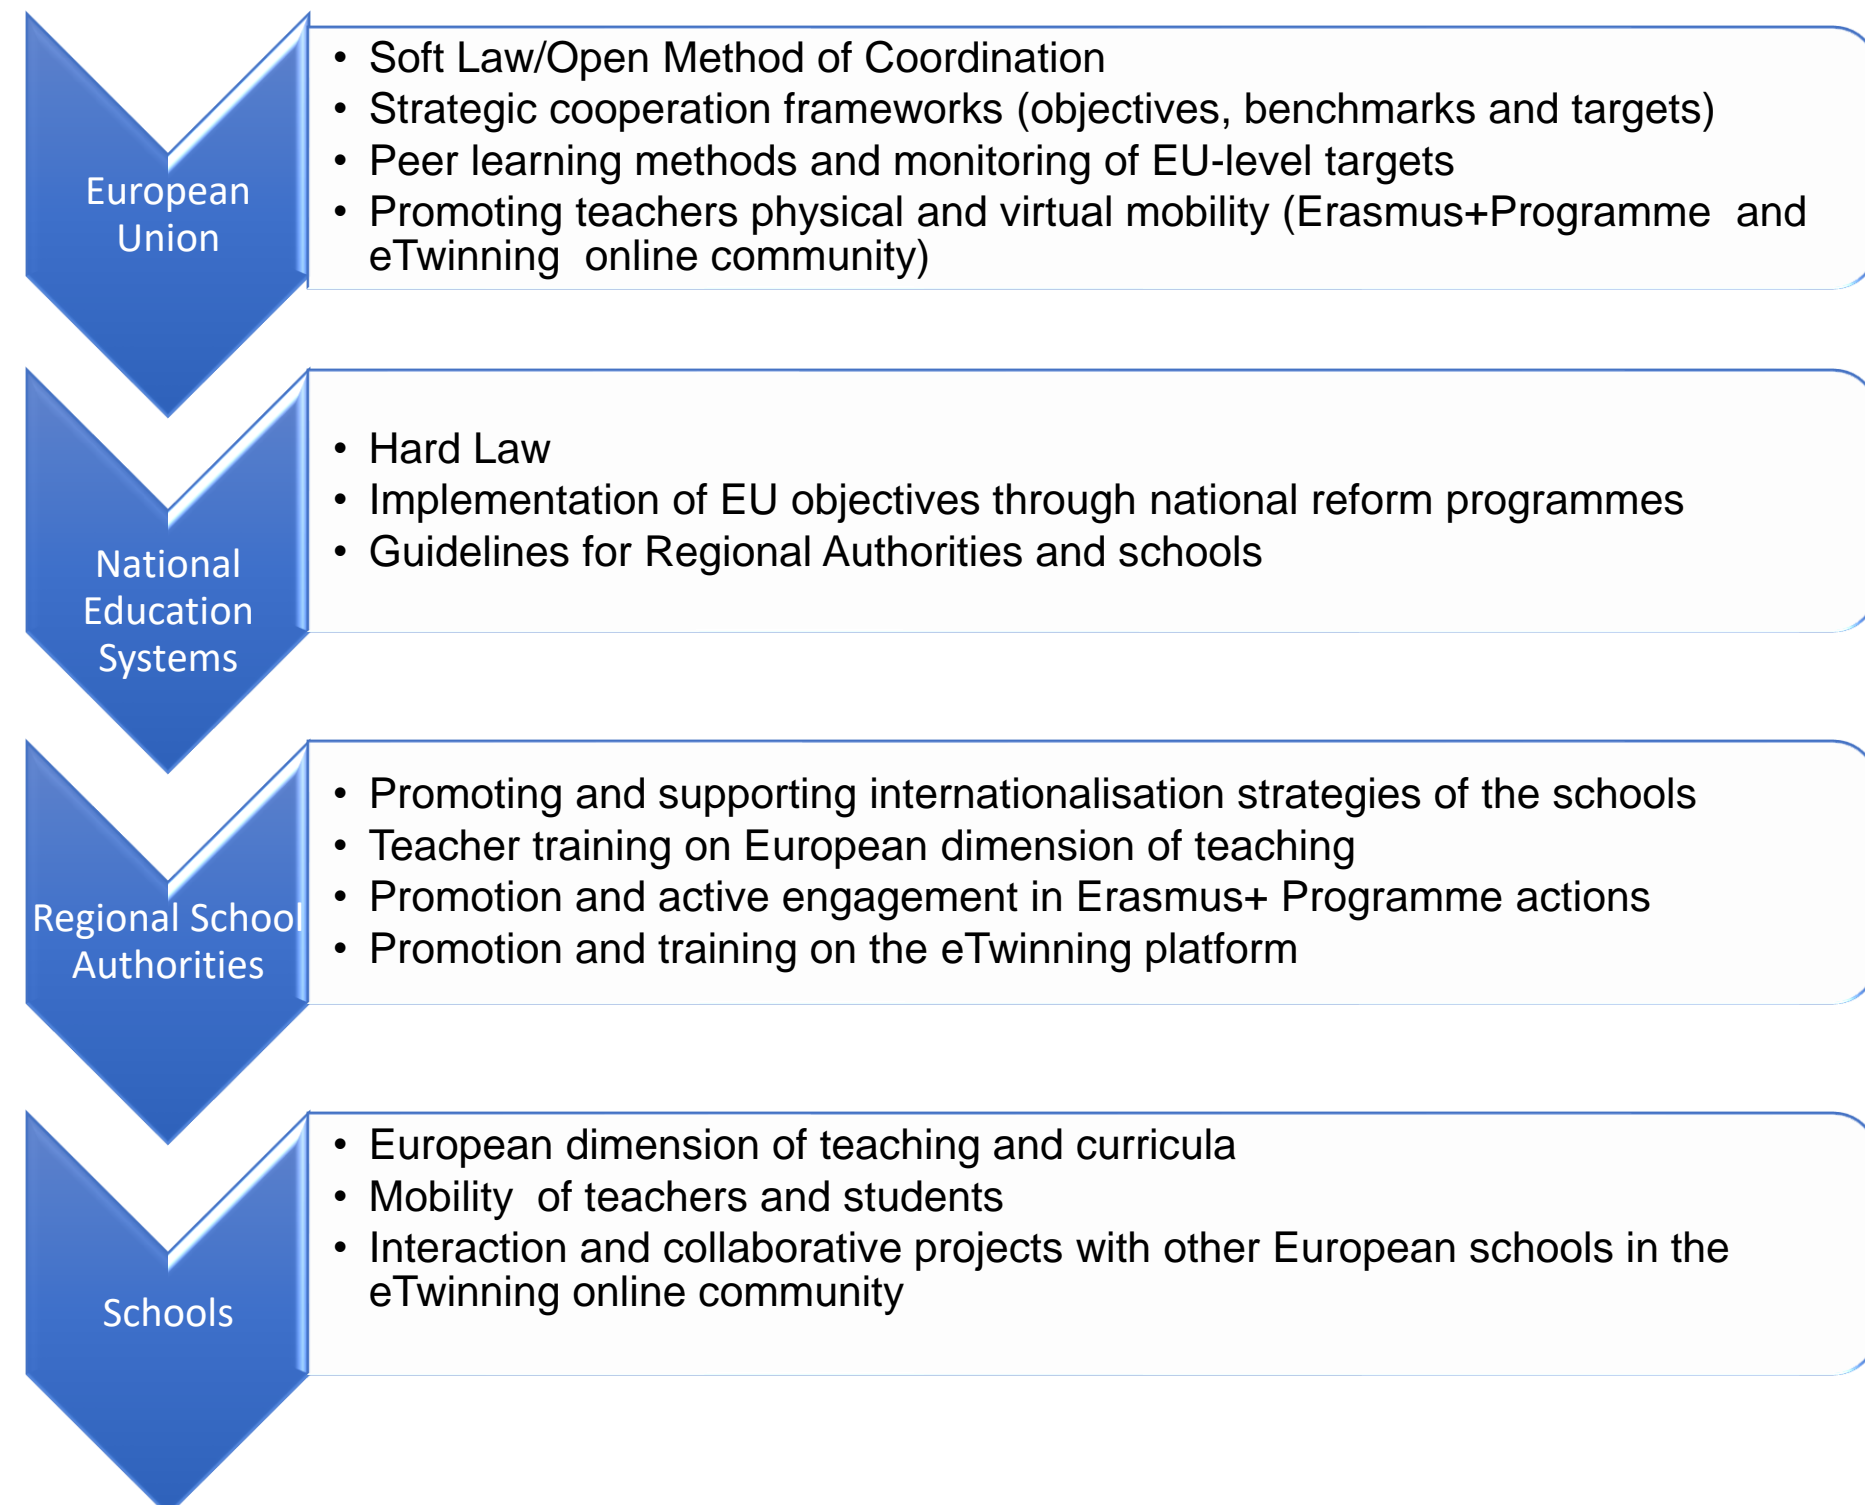 European
Union
• Soft Law/Open Method of Coordination
• Strategic cooperation frameworks (objectives, benchmarks and targets)
• Peer learning methods and monitoring of EU-level targets
• Promoting teachers physical and virtual mobility (Erasmus+Programme  and
eTwinning  online community)
National
Education
Systems
• Hard Law
• Implementation of EU objectives through national reform programmes
• Guidelines for Regional Authorities and schools
Regional School
Authorities
• Promoting and supporting internationalisation strategies of the schools
• Teacher training on European dimension of teaching
• Promotion and active engagement in Erasmus+ Programme actions
• Promotion and training on the eTwinning platform
Schools
• European dimension of teaching and curricula
• Mobility  of teachers and students
• Interaction and collaborative projects with other European schools in the
eTwinning online community